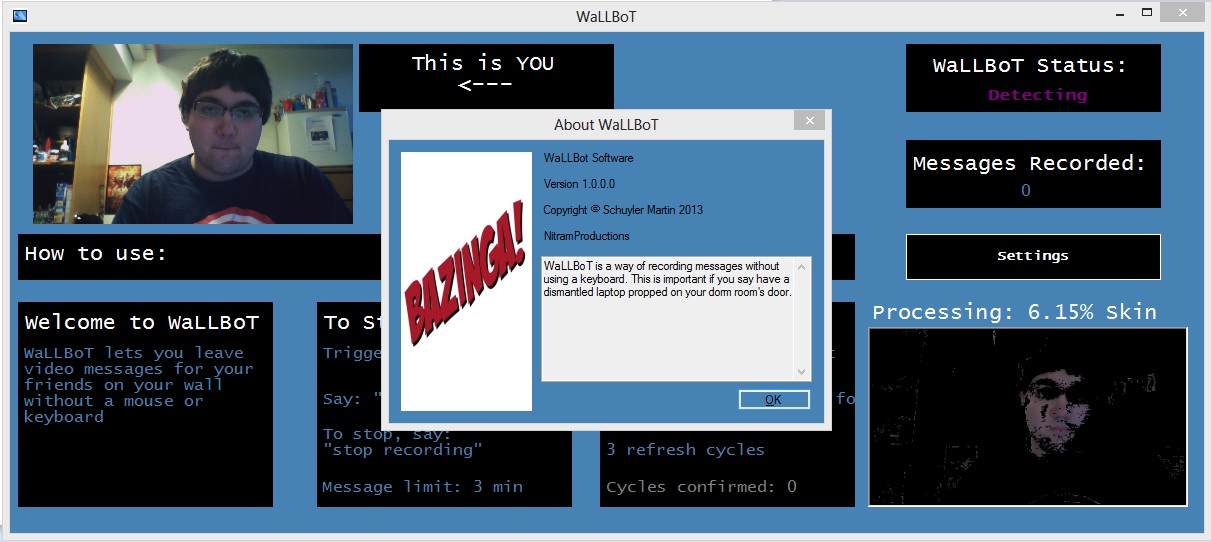 WaLLBoT
This is YOU
<---
WaLLBoT Status:
Detecting
About WaLLBoT
Messages Recorded:
0
BAZINGA!
WaLLBot Software
Version 1.0.0.0
Copyright © Schuyler Martin 2013
NitramProductions
WaLLBoT is a way of recording messages without
using a keyboard. This is important if you say have a
dismantled laptop propped on your dorm room's door.
OK
How to use:
Settings
Welcome to WaLLBoT
WaLLBoT lets you leave
video messages for your
friends on your wall
without a mouse or
keyboard
To St
Trigge
Say: "
To stop, say:
"stop recording"
Message limit: 3 min
fo
3 refresh cycles
Cycles confirmed: 0
Processing: 6.15% Skin